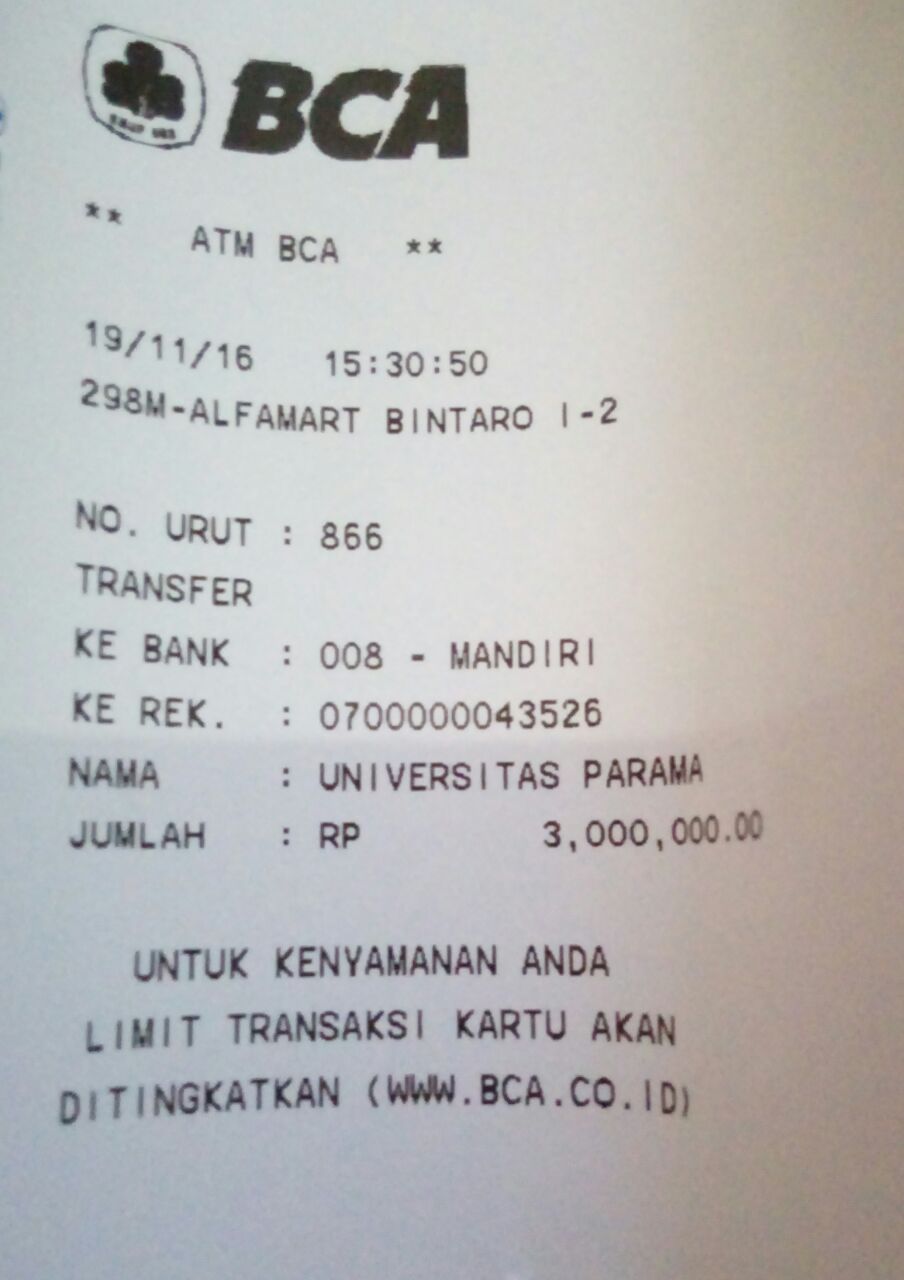 BCA
** ATM BCA **
19/11/16 15:30:50
298M-ALFAMART BINTARO I-2
NO. URUT : 866
TRANSFER
KE BANK : 008 - MANDIRI
KE REK. : 0700000043526
NAMA : UNIVERSITAS PARAMA
JUMLAH : RP 3,000,000.00
UNTUK KENYAMANAN ANDA
LIMIT TRANSAKSI KARTU AKAN
DITINGKATKAN (WWW.BCA.CO.ID)